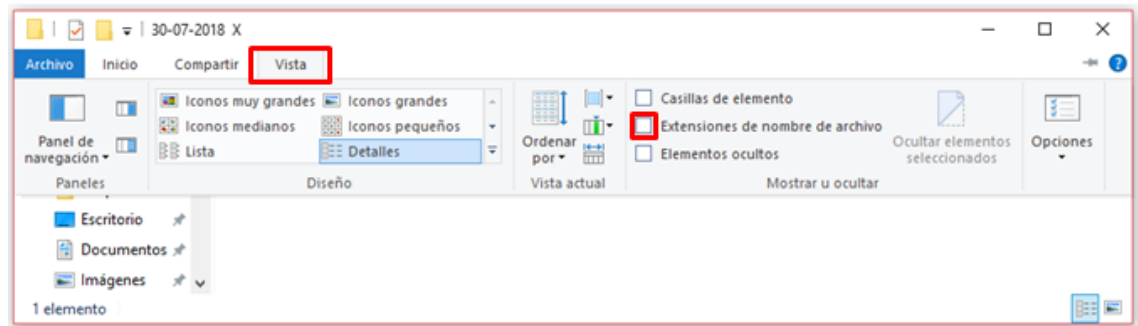 30-07-2018 X
Archivo Inicio Compartir Vista
Iconos muy grandes Iconos grandes
Iconos medianos Iconos pequeños
Lista Detalles
Panel de
navegación
Ordenar
por
Casillas de elemento
Extensiones de nombre de archivo
Elementos ocultos
Ocultar elementos
seleccionados
Opciones
Paneles Diseño Vista actual Mostrar u ocultar
Escritorio
Documentos
Imágenes
1 elemento